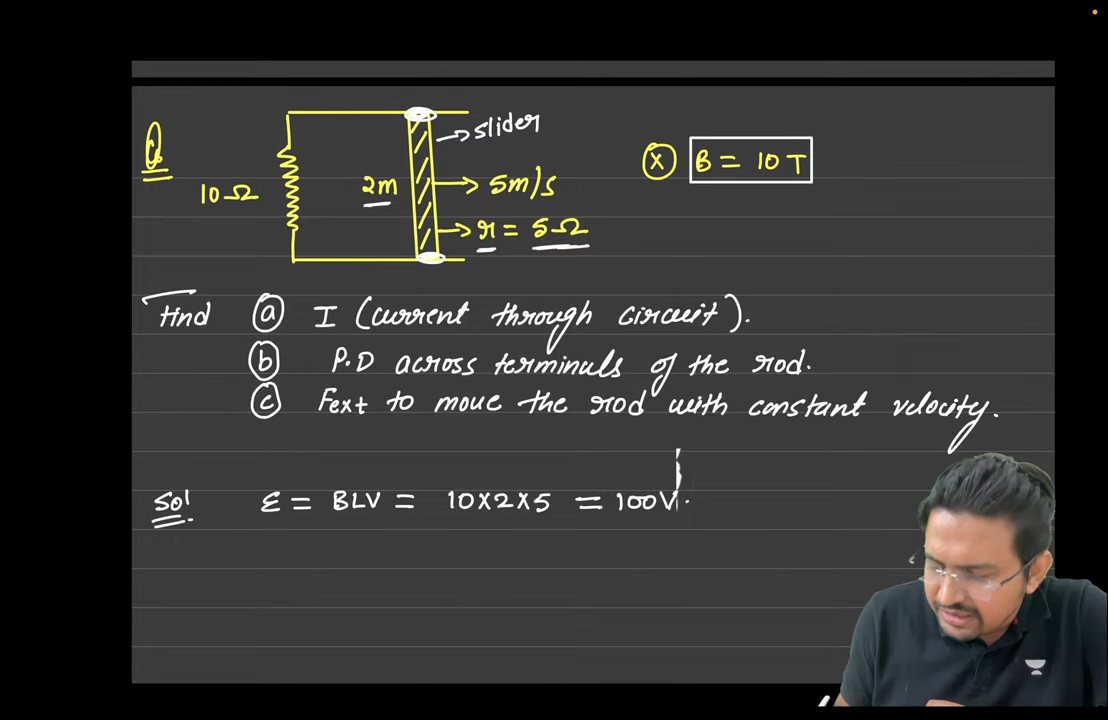 Q
slider
10Ω
2m
5m/s
r = 5Ω
X B = 10T
Find (a) I (current through circuit).
(b) P.D across terminals of the rod.
(c) Fext to move the rod with constant velocity.
Sol ε = BLV = 10×2×5 = 100V.